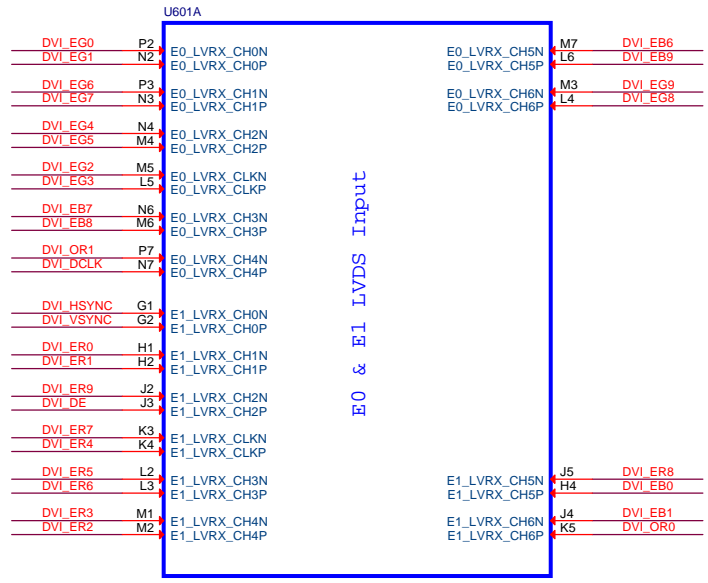 U601A
DVI_EG0 P2 E0_LVRX_CH0N E0_LVRX_CH5N M7 DVI_EB6
DVI_EG1 N2 E0_LVRX_CH0P E0_LVRX_CH5P L6 DVI_EB9
DVI_EG6 P3 E0_LVRX_CH1N E0_LVRX_CH6N M3 DVI_EG9
DVI_EG7 N3 E0_LVRX_CH1P E0_LVRX_CH6P L4 DVI_EG8
DVI_EG4 N4 E0_LVRX_CH2N
DVI_EG5 M4 E0_LVRX_CH2P
DVI_EG2 M5 E0_LVRX_CLKN
DVI_EG3 L5 E0_LVRX_CLKP
DVI_EB7 N6 E0_LVRX_CH3N
DVI_EB8 M6 E0_LVRX_CH3P
DVI_OR1 P7 E0_LVRX_CH4N
DVI_DCLK N7 E0_LVRX_CH4P
E0 & E1 LVDS Input
DVI_HSYNC G1 E1_LVRX_CH0N
DVI_VSYNC G2 E1_LVRX_CH0P
DVI_ER0 H1 E1_LVRX_CH1N
DVI_ER1 H2 E1_LVRX_CH1P
DVI_ER9 J2 E1_LVRX_CH2N
DVI_DE J3 E1_LVRX_CH2P
DVI_ER7 K3 E1_LVRX_CLKN
DVI_ER4 K4 E1_LVRX_CLKP
DVI_ER5 L2 E1_LVRX_CH3N E1_LVRX_CH5N J5 DVI_ER8
DVI_ER6 L3 E1_LVRX_CH3P E1_LVRX_CH5P H4 DVI_EB0
DVI_ER3 M1 E1_LVRX_CH4N E1_LVRX_CH6N J4 DVI_EB1
DVI_ER2 M2 E1_LVRX_CH4P E1_LVRX_CH6P K5 DVI_OR0